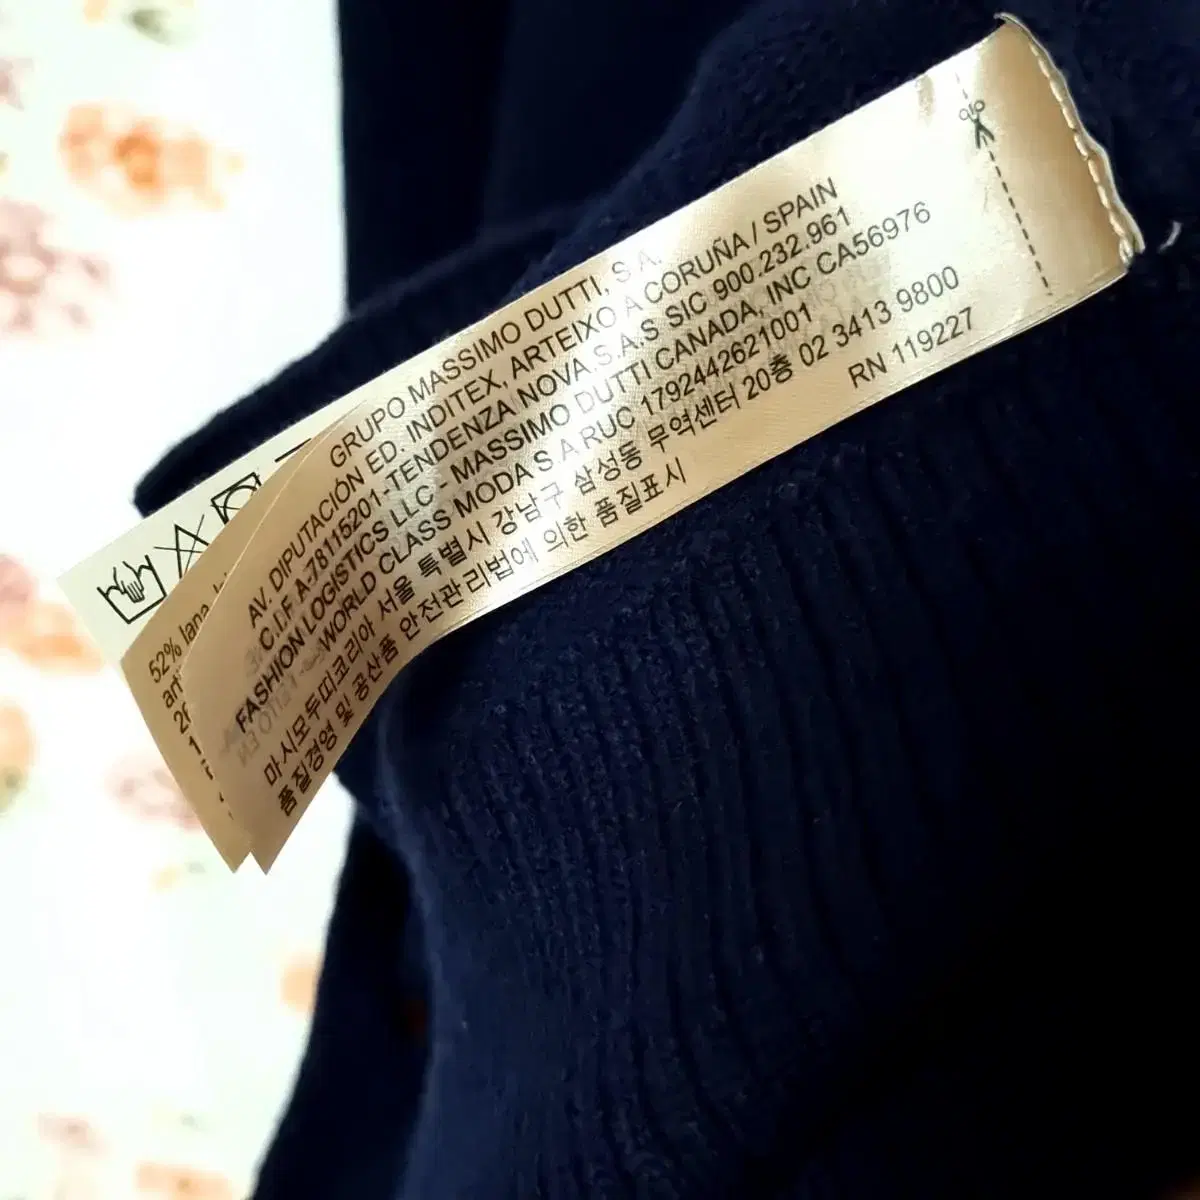 GRUPO MASSIMO DUTTI, S.A.
AV. DIPUTACIÓN ED. INDITEX, ARTEIXO A CORUÑA / SPAIN
C.I.F. A-78115201-TENDENZA NOVA S.A.S SIC 900.232.961
FASHION LOGISTICS LLC - MASSIMO DUTTI CANADA, INC CA56976
WORLD CLASS MODA S A RUC 1792442621001
마시모두띠코리아 서울 특별시 강남구 삼성동 무역센터 20층 02 3413 9800
품질경영 및 공산품 안전관리법에 의한 품질표시
RN 119227
52% lana